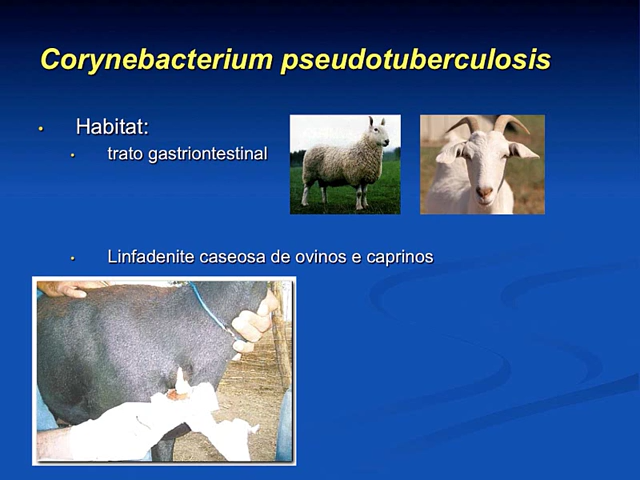 Corynebacterium pseudotuberculosis
• Habitat:
• trato gastriontestinal
• Linfadenite caseosa de ovinos e caprinos